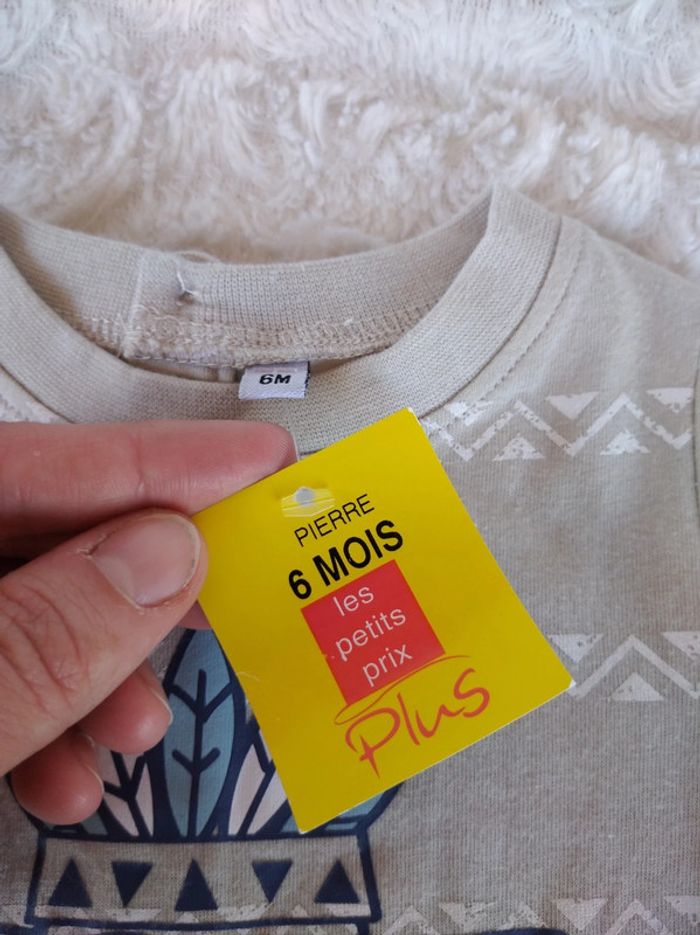 6M
PIERRE
6 MOIS
les
petits
prix
Plus